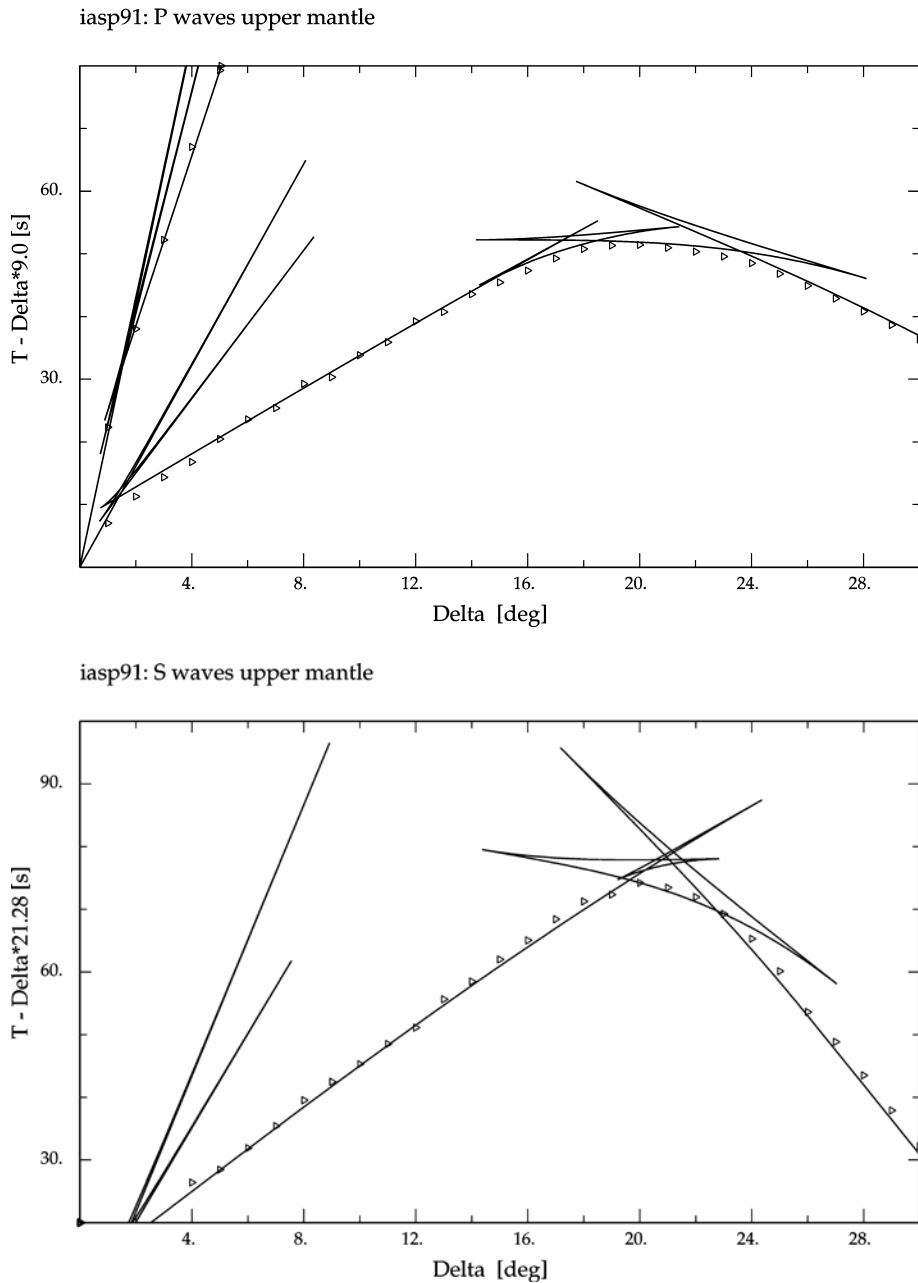 iasp91: P waves upper mantle
60.
30.
T - Delta*9.0 [s]
4. 8. 12. 16. 20. 24. 28.
Delta [deg]
iasp91: S waves upper mantle
90.
60.
30.
T - Delta*21.28 [s]
4. 8. 12. 16. 20. 24. 28.
Delta [deg]